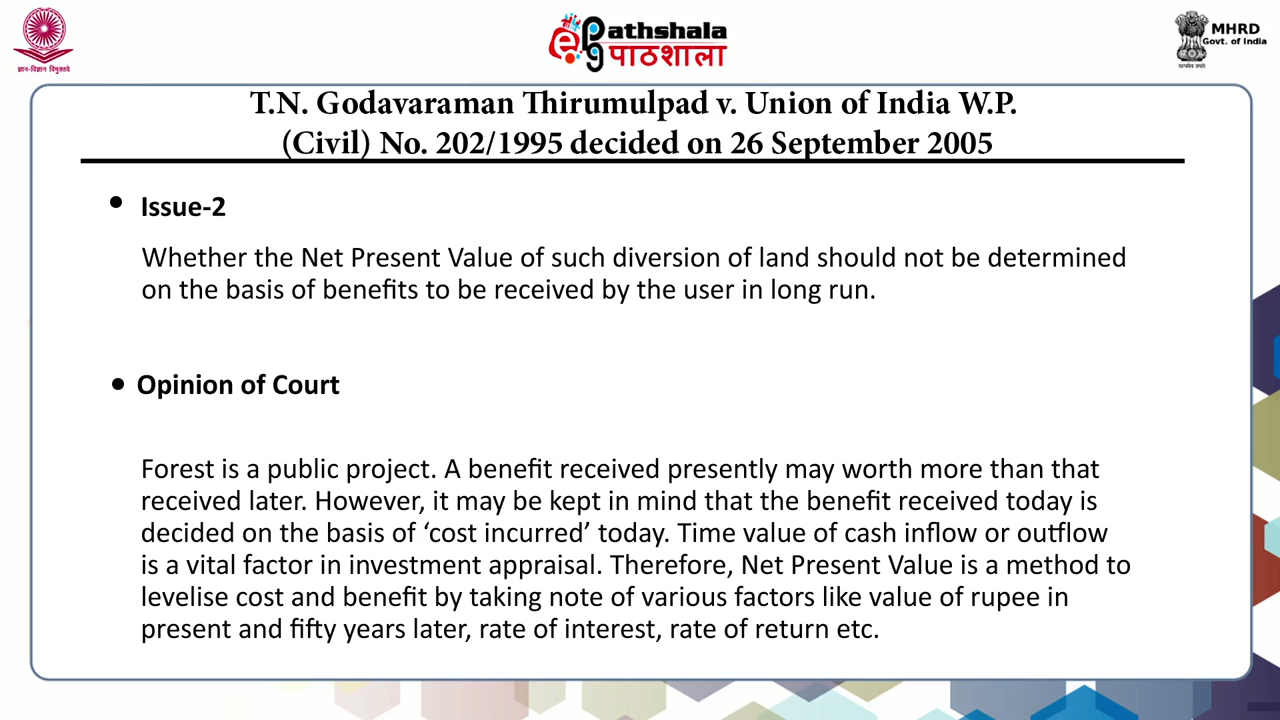 ज्ञान-विज्ञान विमुक्तये
ePG athshala
पाठशाला
MHRD
Govt. of India
सत्यमेव जयते
T.N. Godavaraman Thirumulpad v. Union of India W.P.
(Civil) No. 202/1995 decided on 26 September 2005
• Issue-2
Whether the Net Present Value of such diversion of land should not be determined
on the basis of benefits to be received by the user in long run.
• Opinion of Court
Forest is a public project. A benefit received presently may worth more than that
received later. However, it may be kept in mind that the benefit received today is
decided on the basis of ‘cost incurred’ today. Time value of cash inflow or outflow
is a vital factor in investment appraisal. Therefore, Net Present Value is a method to
levelise cost and benefit by taking note of various factors like value of rupee in
present and fifty years later, rate of interest, rate of return etc.